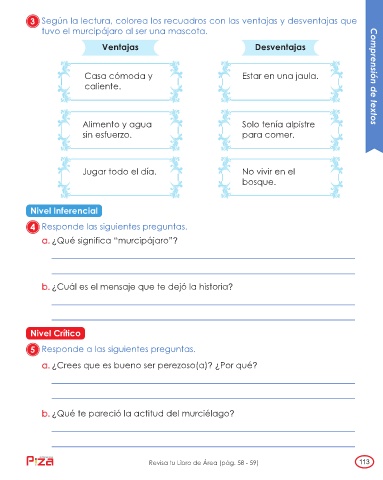 3 Según la lectura, colorea los recuadros con las ventajas y desventajas que
tuvo el murcipájaro al ser una mascota.
Ventajas
Desventajas
Casa cómoda y
caliente.
Estar en una jaula.
Alimento y agua
sin esfuerzo.
Solo tenía alpistre
para comer.
Jugar todo el día.
No vivir en el
bosque.
Nivel Inferencial
4 Responde las siguientes preguntas.
a. ¿Qué significa “murcipájaro”?
b. ¿Cuál es el mensaje que te dejó la historia?
Nivel Crítico
5 Responde a las siguientes preguntas.
a. ¿Crees que es bueno ser perezoso(a)? ¿Por qué?
b. ¿Qué te pareció la actitud del murciélago?
Comprensión de textos
Revisa tu Libro de Área (pág. 58 - 59)
113